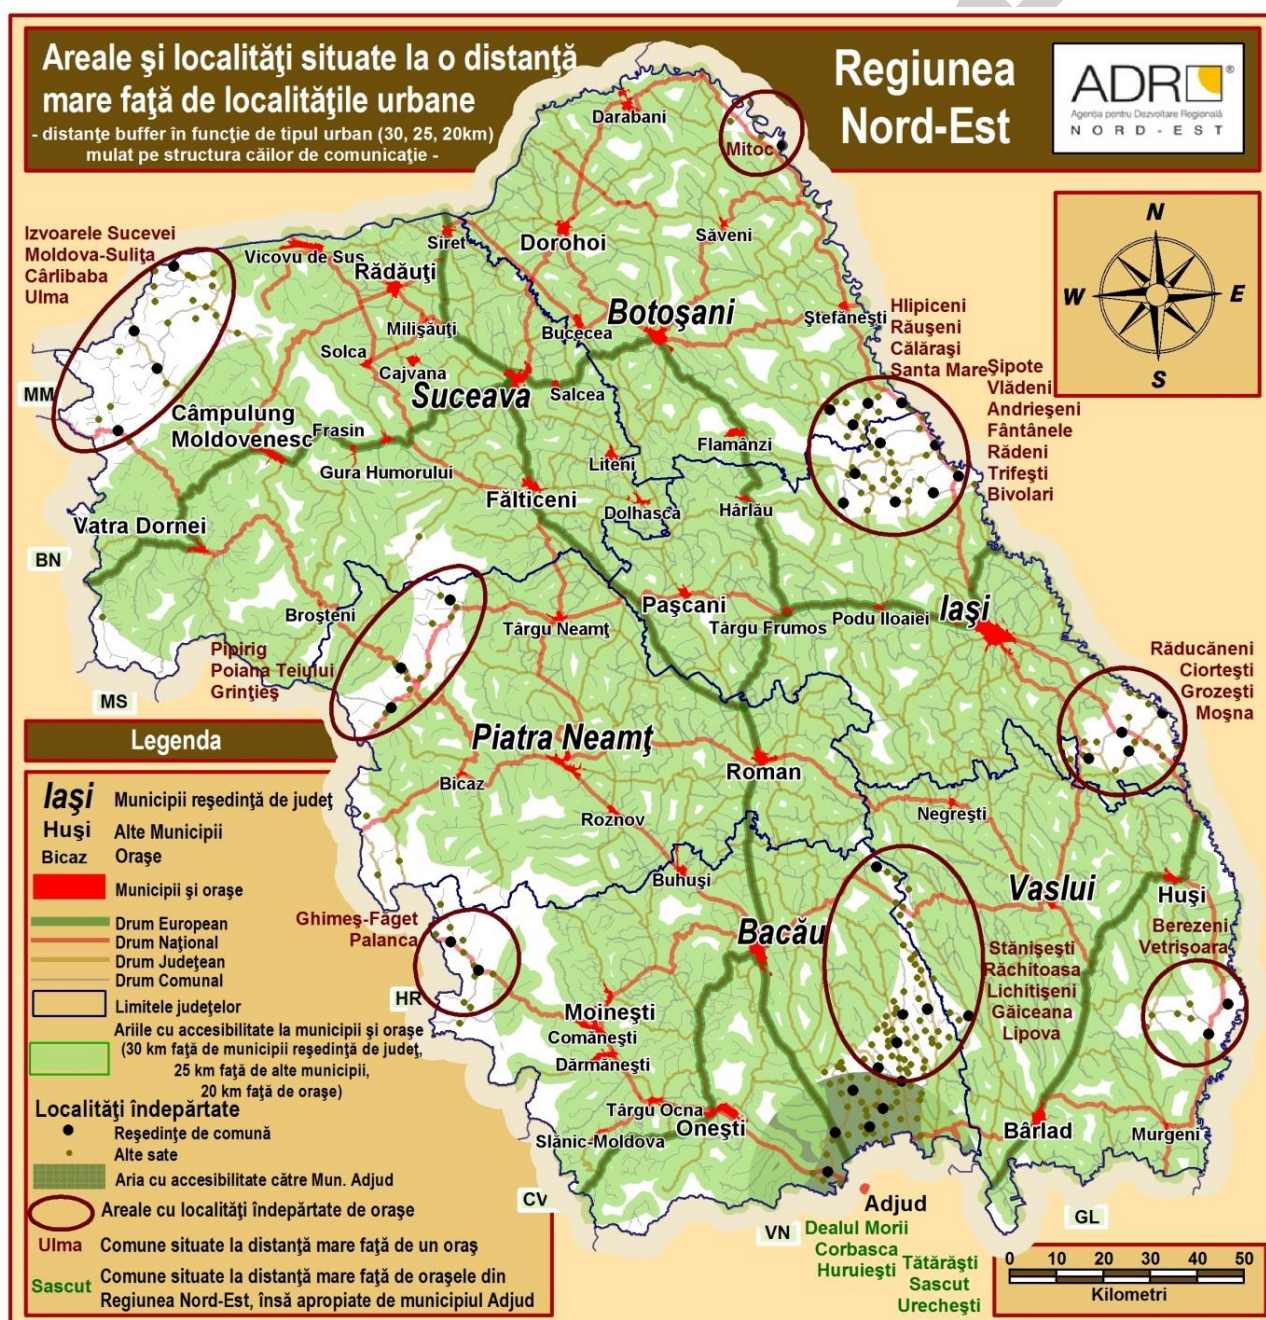 Areale şi localităţi situate la o distanţă
mare faţă de localităţile urbane
- distanţe buffer în funcţie de tipul urban (30, 25, 20km)
mulat pe structura căilor de comunicaţie -
Regiunea
Nord-Est
ADR
®
Agenţia pentru Dezvoltare Regională
NORD-EST
N
W
E
S
Darabani
Mitoc
Izvoarele Sucevei
Moldova-Suliţa
Cârlibaba
Ulma
Vicovu de Sus
Siret
Dorohoi
Săveni
Rădăuţi
Milişăuţi
Bucecea
Botoşani
Ştefăneşti
Hlipiceni
Răuşeni
Călăraşi
Santa Mare
Şipote
Vlădeni
Andrieşeni
Fântânele
Rădeni
Trifeşti
Bivolari
Solca
Cajvana
Suceava
Salcea
MM
Câmpulung
Moldovenesc
Frasin
Gura Humorului
Flamânzi
Liteni
Fălticeni
Dolhasca
Hârlău
Vatra Dornei
BN
Broşteni
Târgu Neamţ
Paşcani
Târgu Frumos
Podu Iloaiei
Iaşi
Pipirig
Poiana Teiului
Grinţieş
MS
Răducăneni
Ciorteşti
Grozeşti
Moşna
Piatra Neamţ
Bicaz
Roman
Roznov
Negreşti
Buhuşi
Vaslui
Huşi
Ghimeş-Făget
Palanca
HR
Bacău
Berezeni
Vetrişoara
Stănişeşti
Răchitoasa
Lichitişeni
Găiceana
Lipova
Moineşti
Comăneşti
Dărmăneşti
Târgu Ocna
Oneşti
Slănic-Moldova
Bârlad
Murgeni
CV
VN
GL
Adjud
Dealul Morii
Corbasca
Huruieşti
Tătărăşti
Sascut
Urecheşti
0 10 20 30 40 50
Kilometri
Legenda
Iaşi Municipii reşedinţă de judeţ
Huşi Alte Municipii
Bicaz Oraşe
Municipii şi oraşe
Drum European
Drum Naţional
Drum Judeţean
Drum Comunal
Limitele judeţelor
Ariile cu accesibilitate la municipii şi oraşe
(30 km faţă de municipii reşedinţă de judeţ,
25 km faţă de alte municipii,
20 km faţă de oraşe)
Localităţi îndepărtate
Reşedinţe de comună
Alte sate
Aria cu accesibilitate către Mun. Adjud
Areale cu localităţi îndepărtate de oraşe
Ulma Comune situate la distanţă mare faţă de un oraş
Sascut Comune situate la distanţă mare faţă de oraşele din
Regiunea Nord-Est, însă apropiate de municipiul Adjud